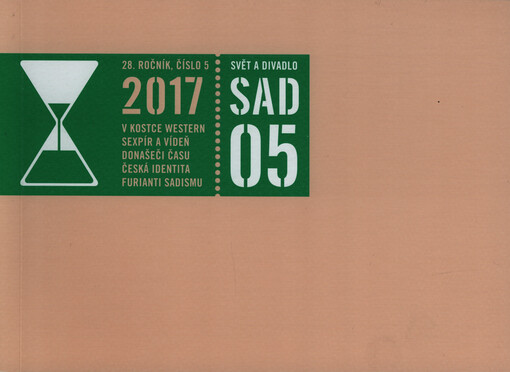 28. ROČNÍK, ČÍSLO 5
2017
V KOSTCE WESTERN
SEXPÍR A VÍDEŇ
DONAŠEČI ČASU
ČESKÁ IDENTITA
FURIANTI SADISMU
SVĚT A DIVADLO
SAD
05